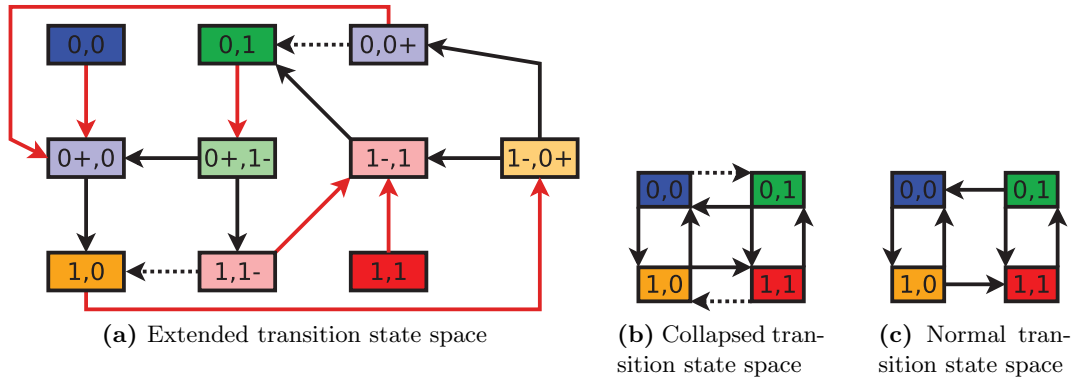 0,0 0,1 0,0+
0+,0 0+,1- 1-,1 1-,0+
1,0 1,1- 1,1
(a) Extended transition state space
0,0 0,1
1,0 1,1
(b) Collapsed tran-
sition state space
0,0 0,1
1,0 1,1
(c) Normal tran-
sition state space